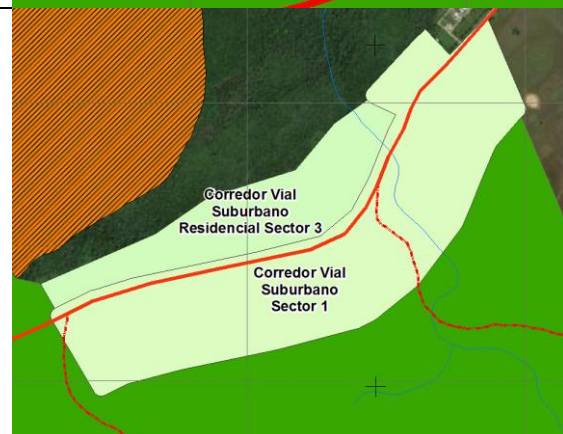 Corredor Vial
Suburbano
Residencial Sector 3
Corredor Vial
Suburbano
Sector 1